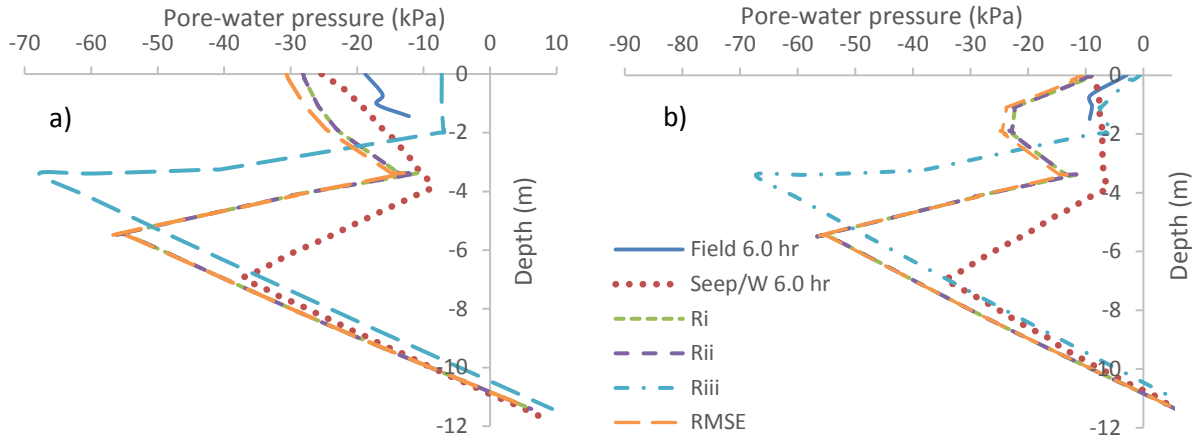 Pore-water pressure (kPa)
-70 -60 -50 -40 -30 -20 -10 0 10
0
-2
-4
-6
-8
-10
-12
Depth (m)
a)
Pore-water pressure (kPa)
-90 -80 -70 -60 -50 -40 -30 -20 -10 0
0
-2
-4
-6
-8
-10
-12
Depth (m)
b)
Field 6.0 hr
Seep/W 6.0 hr
Ri
Rii
Riii
RMSE